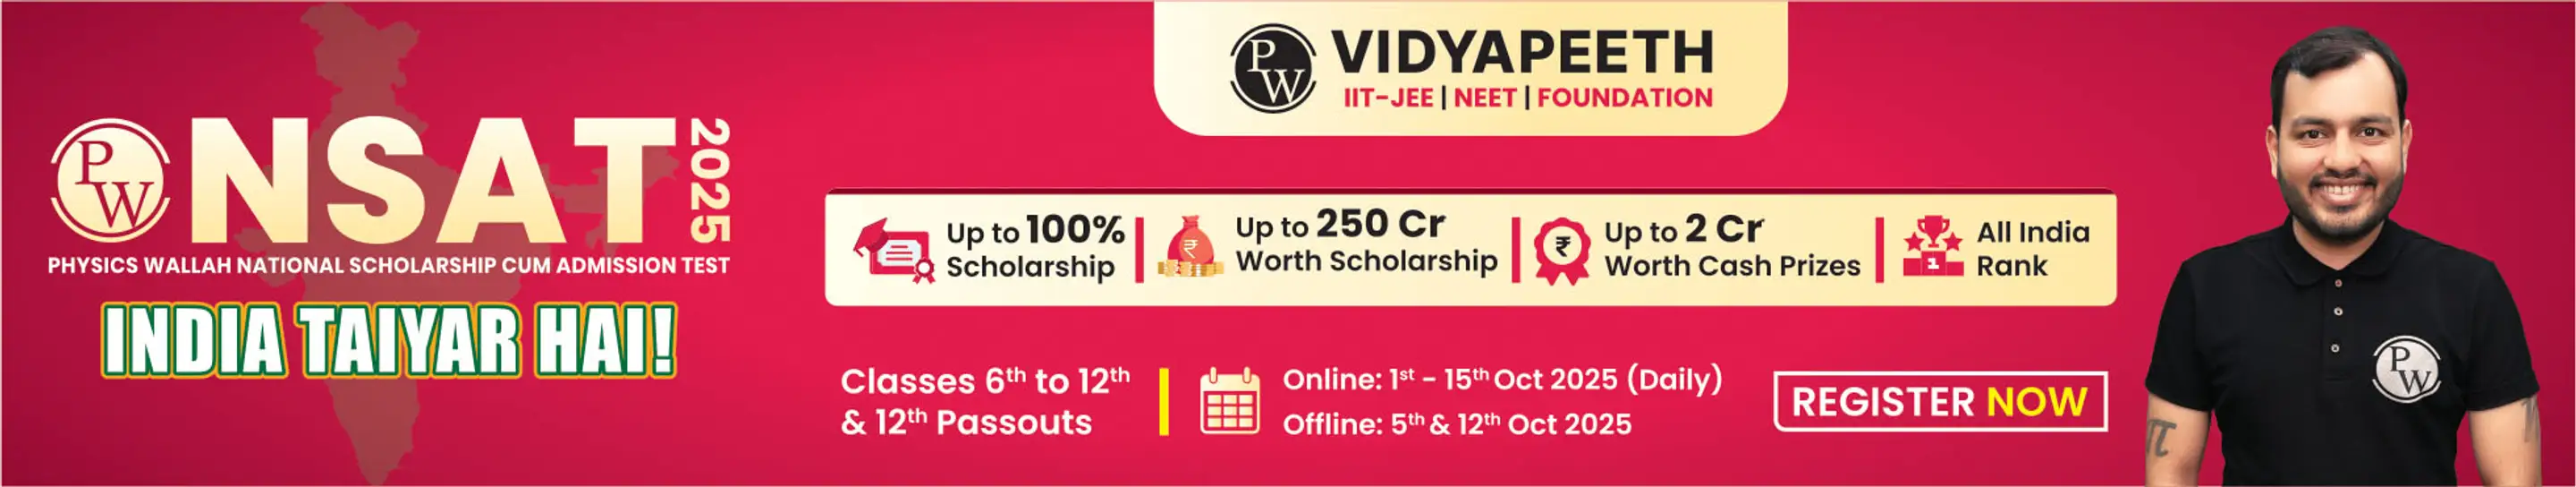 PW NSAT 2025
PHYSICS WALLAH NATIONAL SCHOLARSHIP CUM ADMISSION TEST
INDIA TAIYAR HAI!
PW VIDYAPEETH
IIT-JEE | NEET | FOUNDATION
Up to 100%
Scholarship
₹
Up to 250 Cr
Worth Scholarship
₹
Up to 2 Cr
Worth Cash Prizes
1
All India
Rank
Classes 6th to 12th
& 12th Passouts
Online: 1st - 15th Oct 2025 (Daily)
Offline: 5th & 12th Oct 2025
REGISTER NOW
PW
π